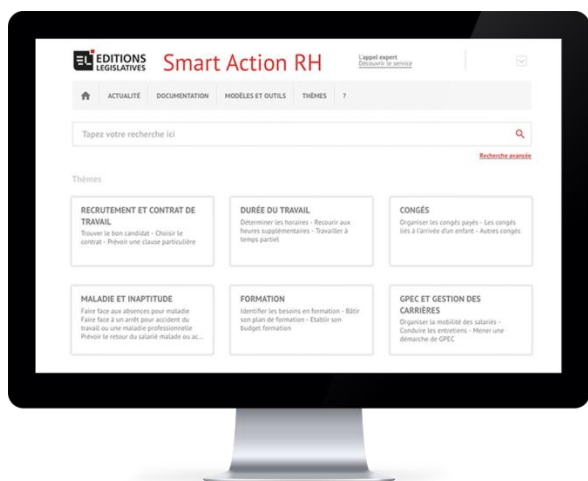 EL EDITIONS
LEGISLATIVES
Smart Action RH
L'appel expert
Découvrir le service
ACTUALITÉ DOCUMENTATION MODÈLES ET OUTILS THÈMES ?
Tapez votre recherche ici
Recherche avancée
Thèmes
RECRUTEMENT ET CONTRAT DE
TRAVAIL
Trouver le bon candidat - Choisir le
contrat - Prévoir une clause particulière
DURÉE DU TRAVAIL
Déterminer les horaires - Recourir aux
heures supplémentaires - Travailler à
temps partiel
CONGÉS
Organiser les congés payés - Les congés
liés à l'arrivée d'un enfant - Autres congés
MALADIE ET INAPTITUDE
Faire face aux absences pour maladie
Faire face à un arrêt pour accident du
travail ou une maladie professionnelle
Prévoir le retour du salarié malade ou ac...
FORMATION
Identifier les besoins en formation - Bâtir
son plan de formation - Etablir son
budget formation
GPEC ET GESTION DES
CARRIÈRES
Organiser la mobilité des salariés -
Conduire les entretiens - Mener une
démarche de GPEC